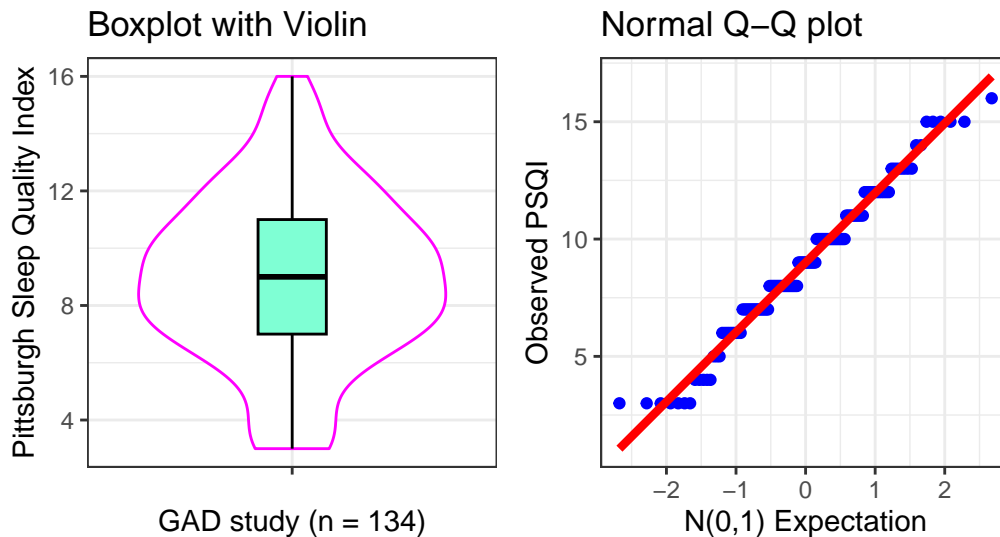 Boxplot with Violin
Pittsburgh Sleep Quality Index
16
12
8
4
GAD study (n = 134)
Normal Q−Q plot
Observed PSQI
15
10
5
−2 −1 0 1 2
N(0,1) Expectation